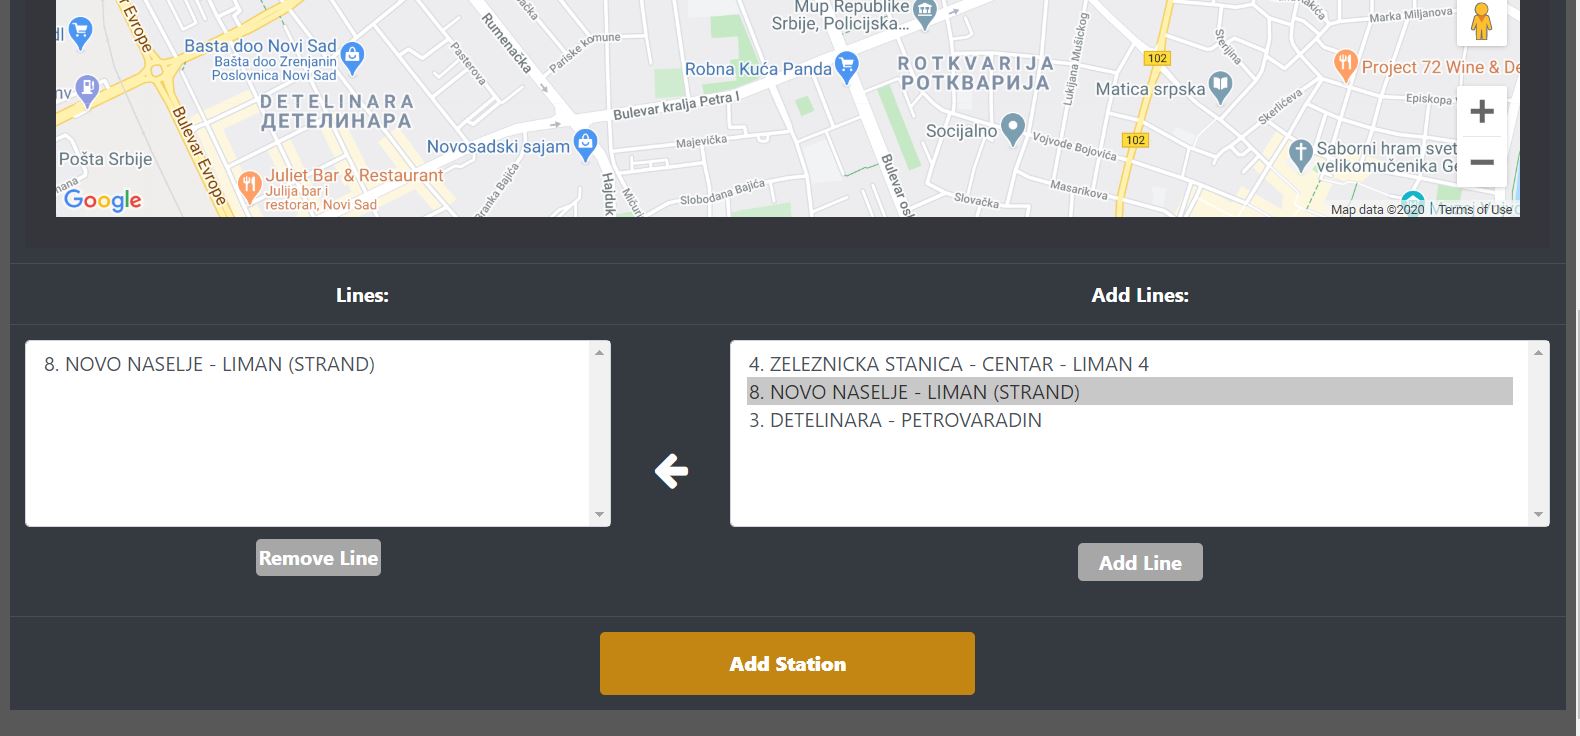 Mup Republike
Srbije, Policijska...
Marka Miljanova
dl
Basta doo Novi Sad
Bašta doo Zrenjanin
Poslovnica Novi Sad
Bulevar Evrope
Rumenačka
Pasterova
Pariske komune
Robna Kuća Panda
ROTKVARIJA
РОТКВАРИЈА
Lukijana Mušickog
102
Sterijina
Project 72 Wine & De
Matica srpska
nv
DETELINARA
ДЕТЕЛИНАРА
Bulevar kralja Petra I
Skerlićeva
Episkopa
Socijalno
Vojvode Bojovića
102
Majevička
Novosadski sajam
Bulevar Evrope
Pošta Srbije
Saborni hram svet
velikomučenika Ge
Juliet Bar & Restaurant
Julija bar i
restoran, Novi Sad
Branka Bajića
Hajduk
Slobodana Bajića
Bulevar osl
Masarikova
Slovačka
Google
Map data ©2020
Terms of Use
Lines:
Add Lines:
8. NOVO NASELJE - LIMAN (STRAND)
4. ZELEZNICKA STANICA - CENTAR - LIMAN 4
8. NOVO NASELJE - LIMAN (STRAND)
3. DETELINARA - PETROVARADIN
Remove Line
Add Line
Add Station